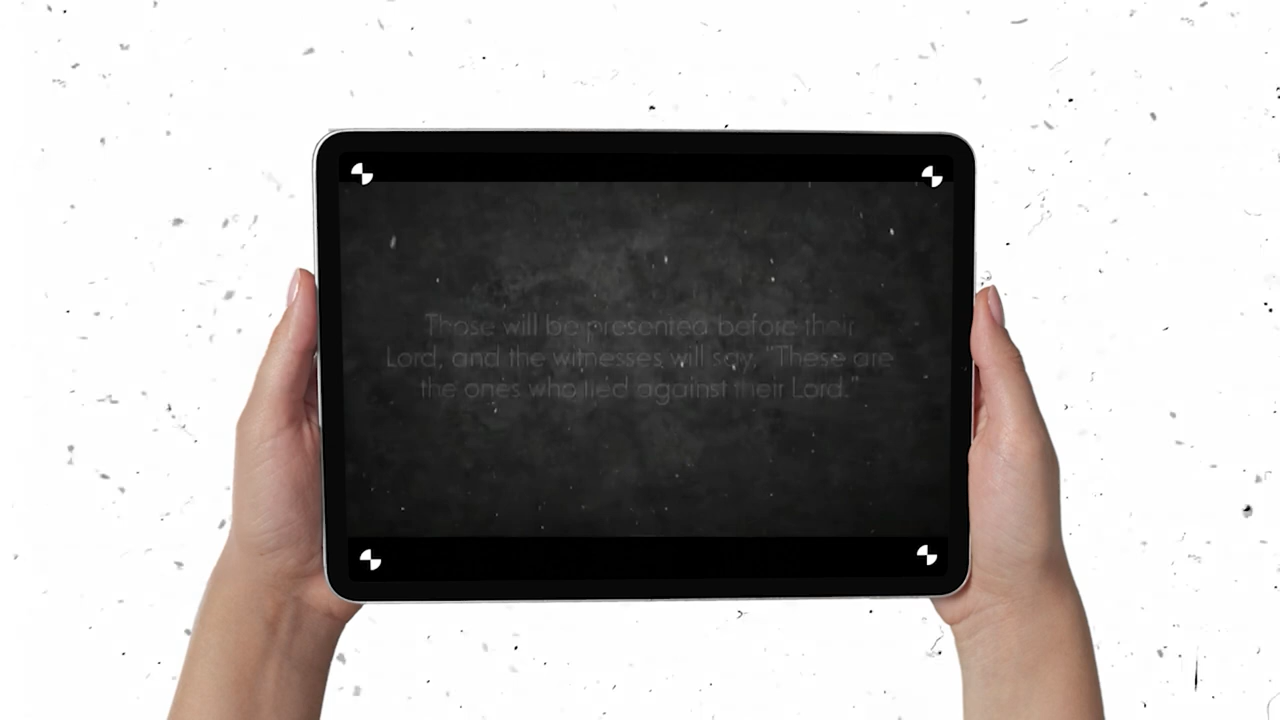 Those will be presented before their
Lord, and the witnesses will say, "These are
the ones who lied against their Lord."